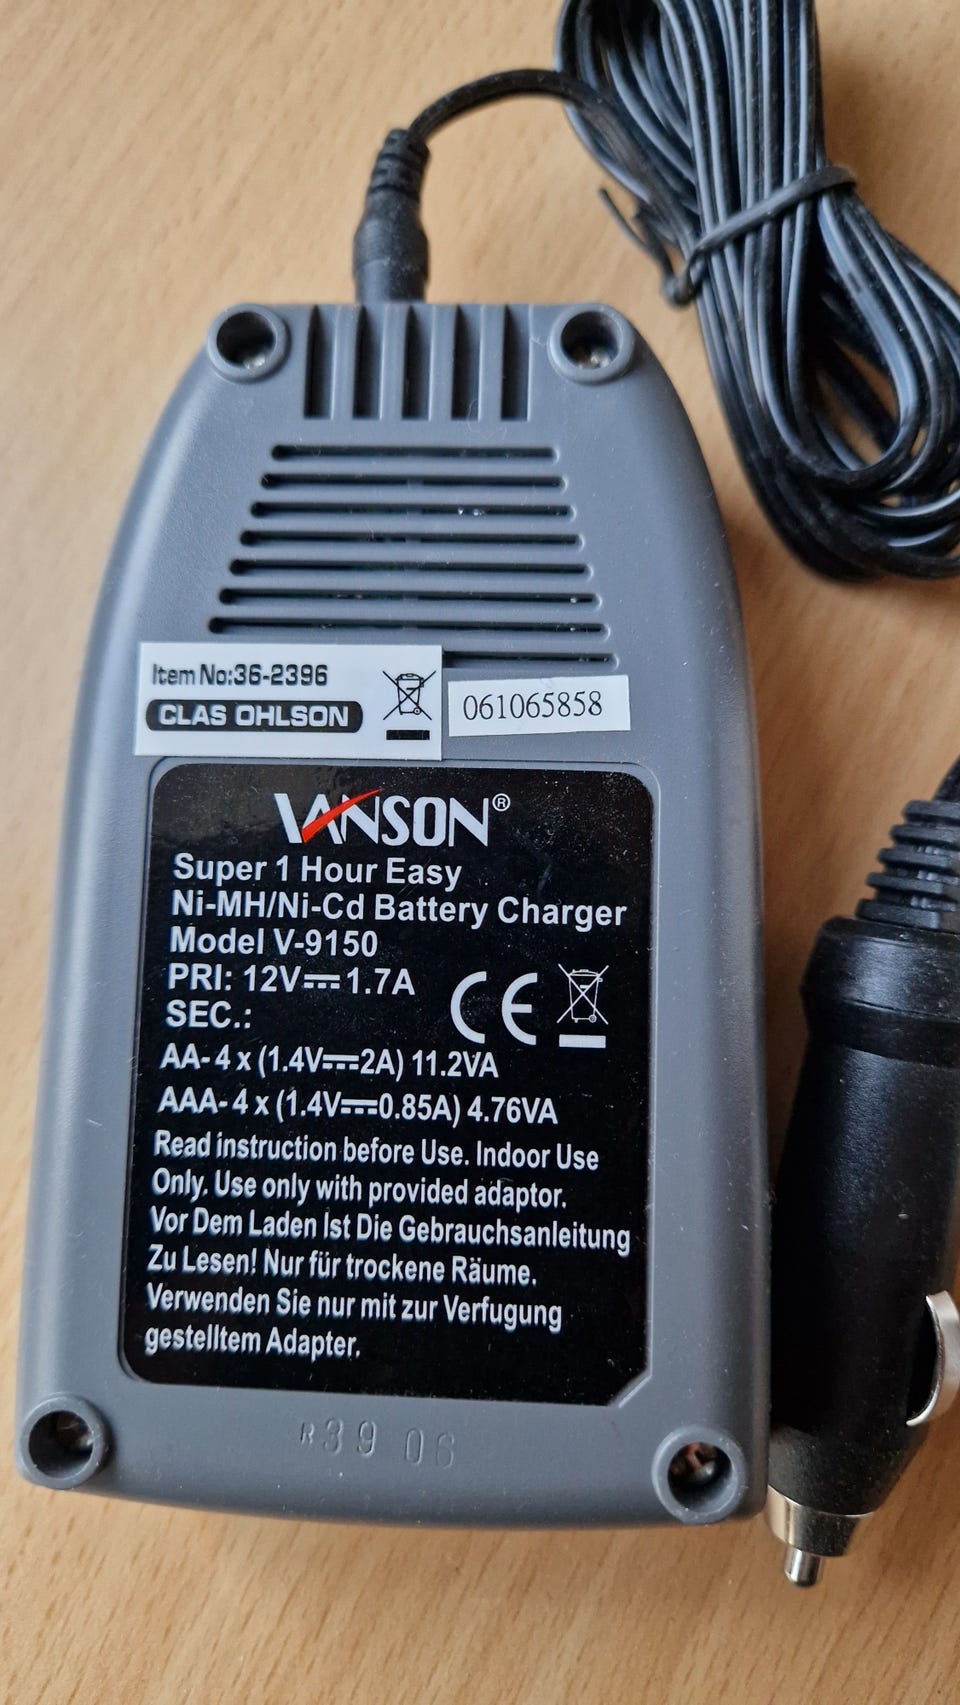 Item No:36-2396
CLAS OHLSON
061065858
VANSON®
Super 1 Hour Easy
Ni-MH/Ni-Cd Battery Charger
Model V-9150
PRI: 12V⎓1.7A
SEC.:
CE
AA- 4 x (1.4V⎓2A) 11.2VA
AAA- 4 x (1.4V⎓0.85A) 4.76VA
Read instruction before Use. Indoor Use
Only. Use only with provided adaptor.
Vor Dem Laden Ist Die Gebrauchsanleitung
Zu Lesen! Nur für trockene Räume.
Verwenden Sie nur mit zur Verfugung
gestelltem Adapter.
R39 06